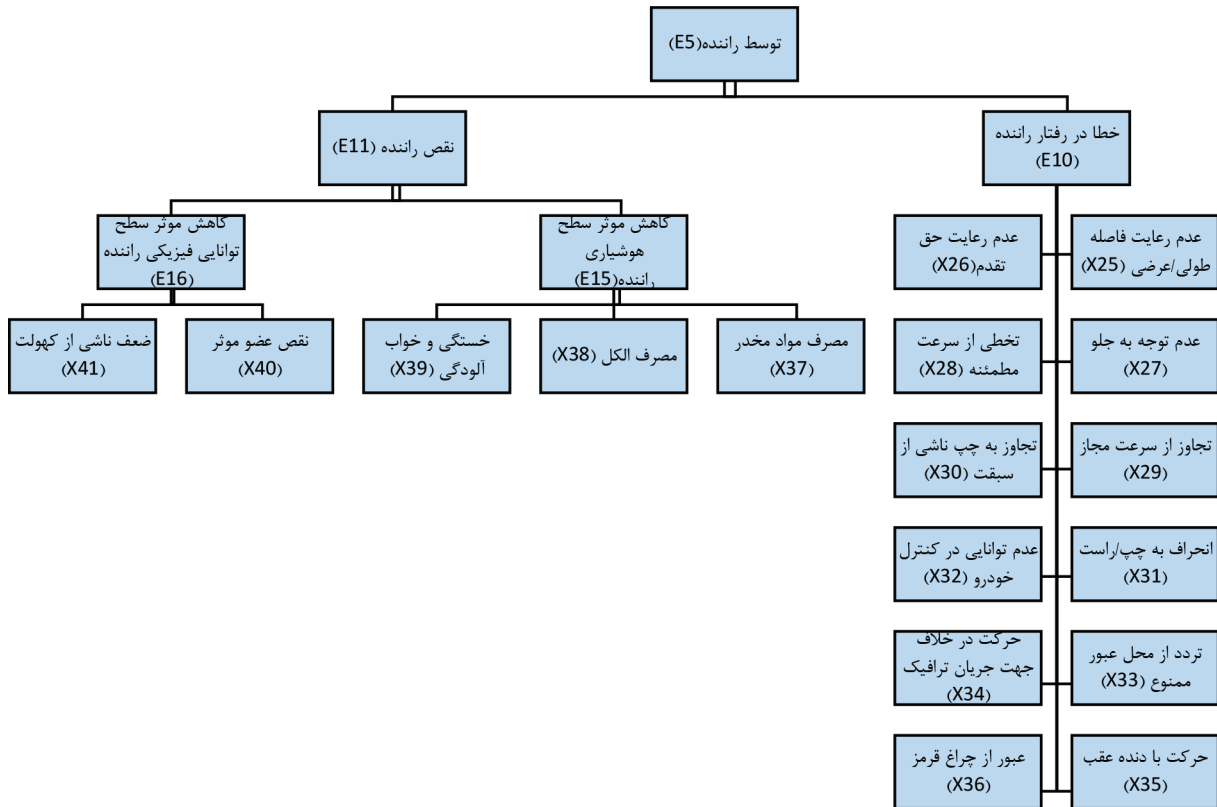 توسط راننده(E5)
خطا در رفتار راننده
(E10)
نقص راننده (E11)
عدم رعایت فاصله
طولی/عرضی (X25)
عدم رعایت حق
تقدم(X26)
کاهش موثر سطح
هوشیاری
راننده(E15)
کاهش موثر سطح
توانایی فیزیکی راننده
(E16)
عدم توجه به جلو
(X27)
تخطی از سرعت
مطمئنه (X28)
مصرف مواد مخدر
(X37)
مصرف الکل (X38)
خستگی و خواب
آلودگی (X39)
نقص عضو موثر
(X40)
ضعف ناشی از کهولت
(X41)
تجاوز از سرعت مجاز
(X29)
تجاوز به چپ ناشی از
سبقت (X30)
انحراف به چپ/راست
(X31)
عدم توانایی در کنترل
خودرو (X32)
تردد از محل عبور
ممنوع (X33)
حرکت در خلاف
جهت جریان ترافیک
(X34)
حرکت با دنده عقب
(X35)
عبور از چراغ قرمز
(X36)